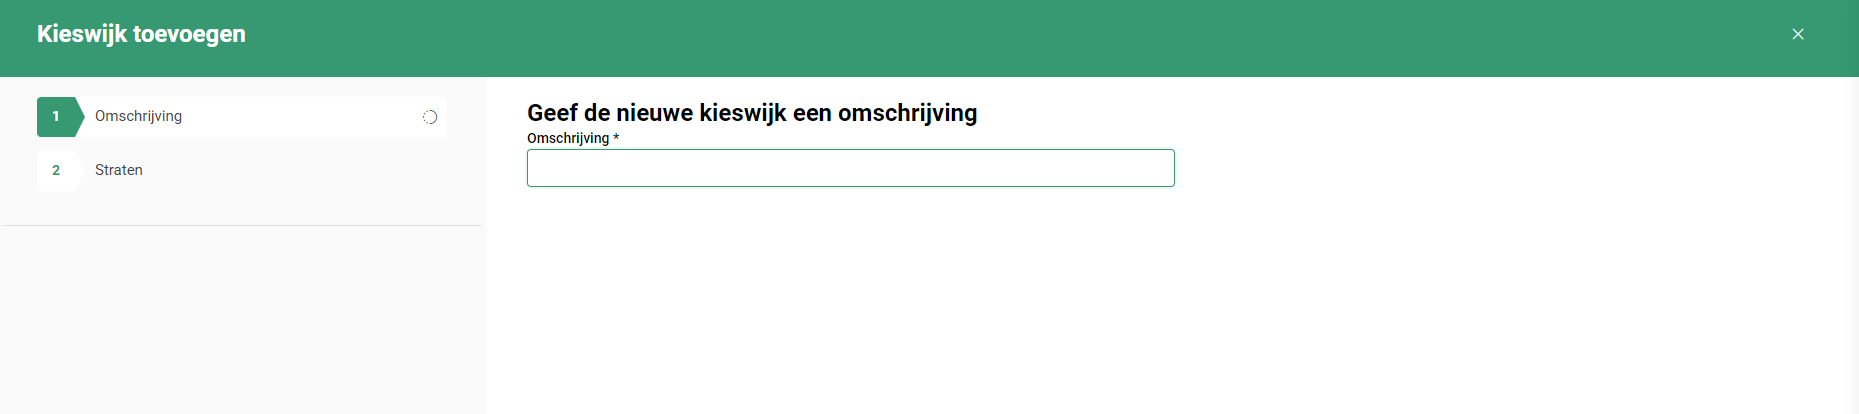 Kieswijk toevoegen
1 Omschrijving
2 Straten
Geef de nieuwe kieswijk een omschrijving
Omschrijving *